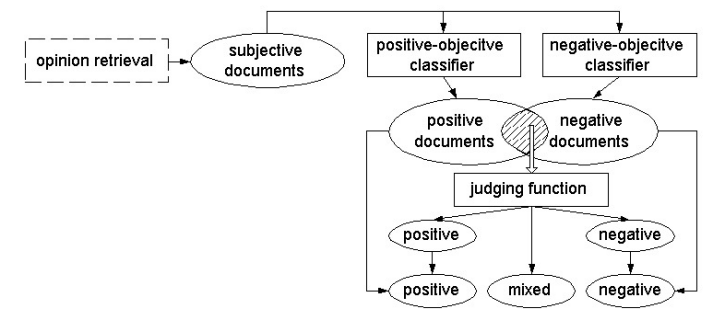 opinion retrieval
subjective
documents
positive-objecitve
classifier
negative-objecitve
classifier
positive
documents
negative
documents
judging function
positive
negative
positive
mixed
negative